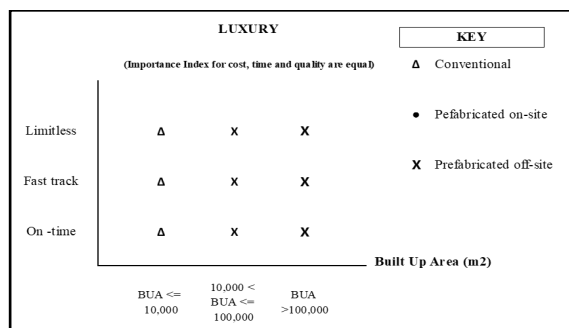 LUXURY
(Importance Index for cost, time and quality are equal)
KEY
Δ Conventional
● Pefabricated on-site
X Prefabricated off-site
Limitless Δ X X
Fast track Δ X X
On -time Δ X X
Built Up Area (m2)
BUA <=
10,000
10,000 <
BUA <=
100,000
BUA
>100,000